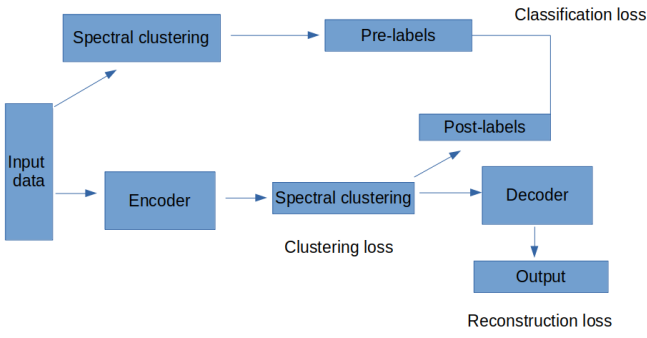 Classification loss
Spectral clustering
Pre-labels
Post-labels
Input
data
Encoder
Spectral clustering
Decoder
Clustering loss
Output
Reconstruction loss